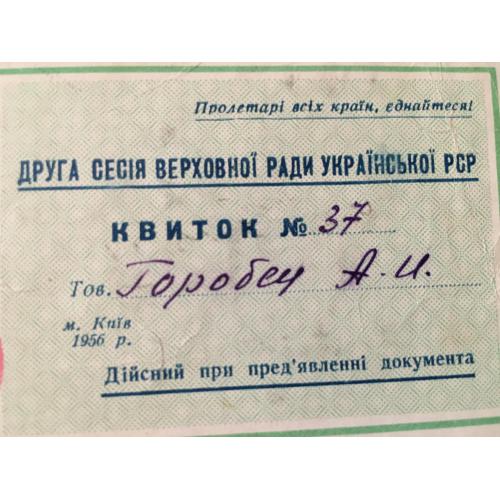 Пролетарі всіх країн, єднайтеся!
ДРУГА СЕСІЯ ВЕРХОВНОЇ РАДИ УКРАЇНСЬКОЇ РСР
КВИТОК № 37
Тов. Горобец А. И.
м. Київ
1956 р.
Дійсний при пред'явленні документа